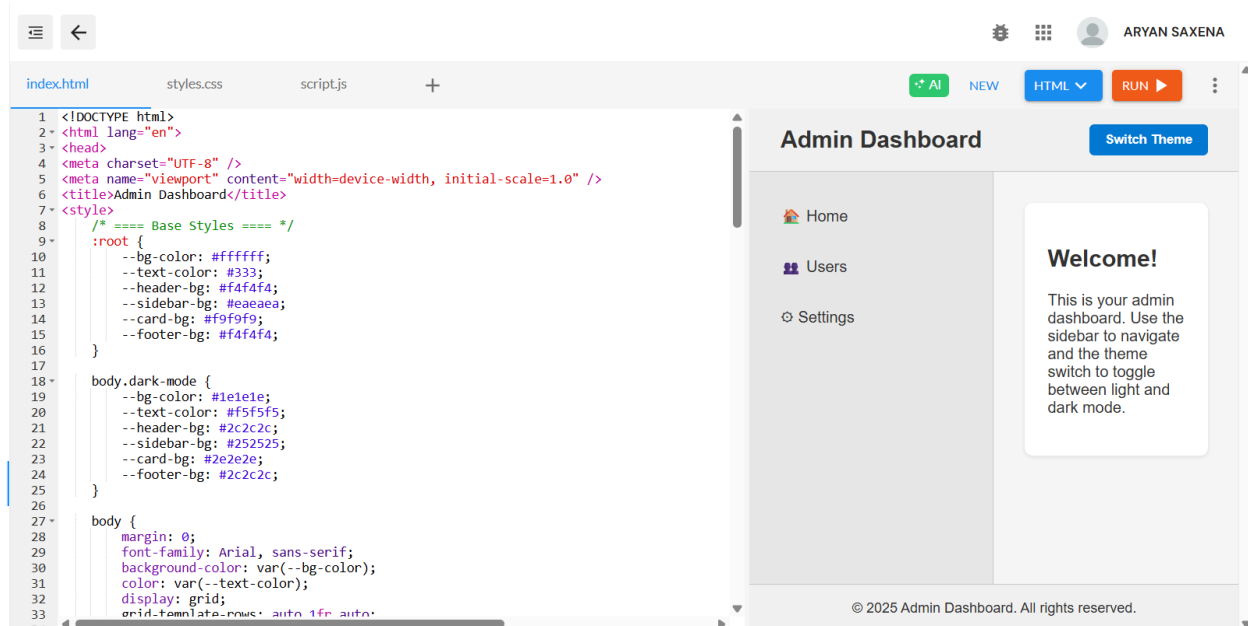 ARYAN SAXENA
index.html
styles.css
script.js
+
AI
NEW
HTML
RUN
1 <!DOCTYPE html>
2 <html lang="en">
3 <head>
4 <meta charset="UTF-8" />
5 <meta name="viewport" content="width=device-width, initial-scale=1.0" />
6 <title>Admin Dashboard</title>
7 <style>
8 /* ==== Base Styles ==== */
9 :root {
10 --bg-color: #ffffff;
11 --text-color: #333;
12 --header-bg: #f4f4f4;
13 --sidebar-bg: #eaeaea;
14 --card-bg: #f9f9f9;
15 --footer-bg: #f4f4f4;
16 }
17
18 body.dark-mode {
19 --bg-color: #1e1e1e;
20 --text-color: #f5f5f5;
21 --header-bg: #2c2c2c;
22 --sidebar-bg: #252525;
23 --card-bg: #2e2e2e;
24 --footer-bg: #2c2c2c;
25 }
26
27 body {
28 margin: 0;
29 font-family: Arial, sans-serif;
30 background-color: var(--bg-color);
31 color: var(--text-color);
32 display: grid;
33 grid-template-rows: auto 1fr auto;
Admin Dashboard
Switch Theme
Home
Users
Settings
Welcome!
This is your admin
dashboard. Use the
sidebar to navigate
and the theme
switch to toggle
between light and
dark mode.
© 2025 Admin Dashboard. All rights reserved.